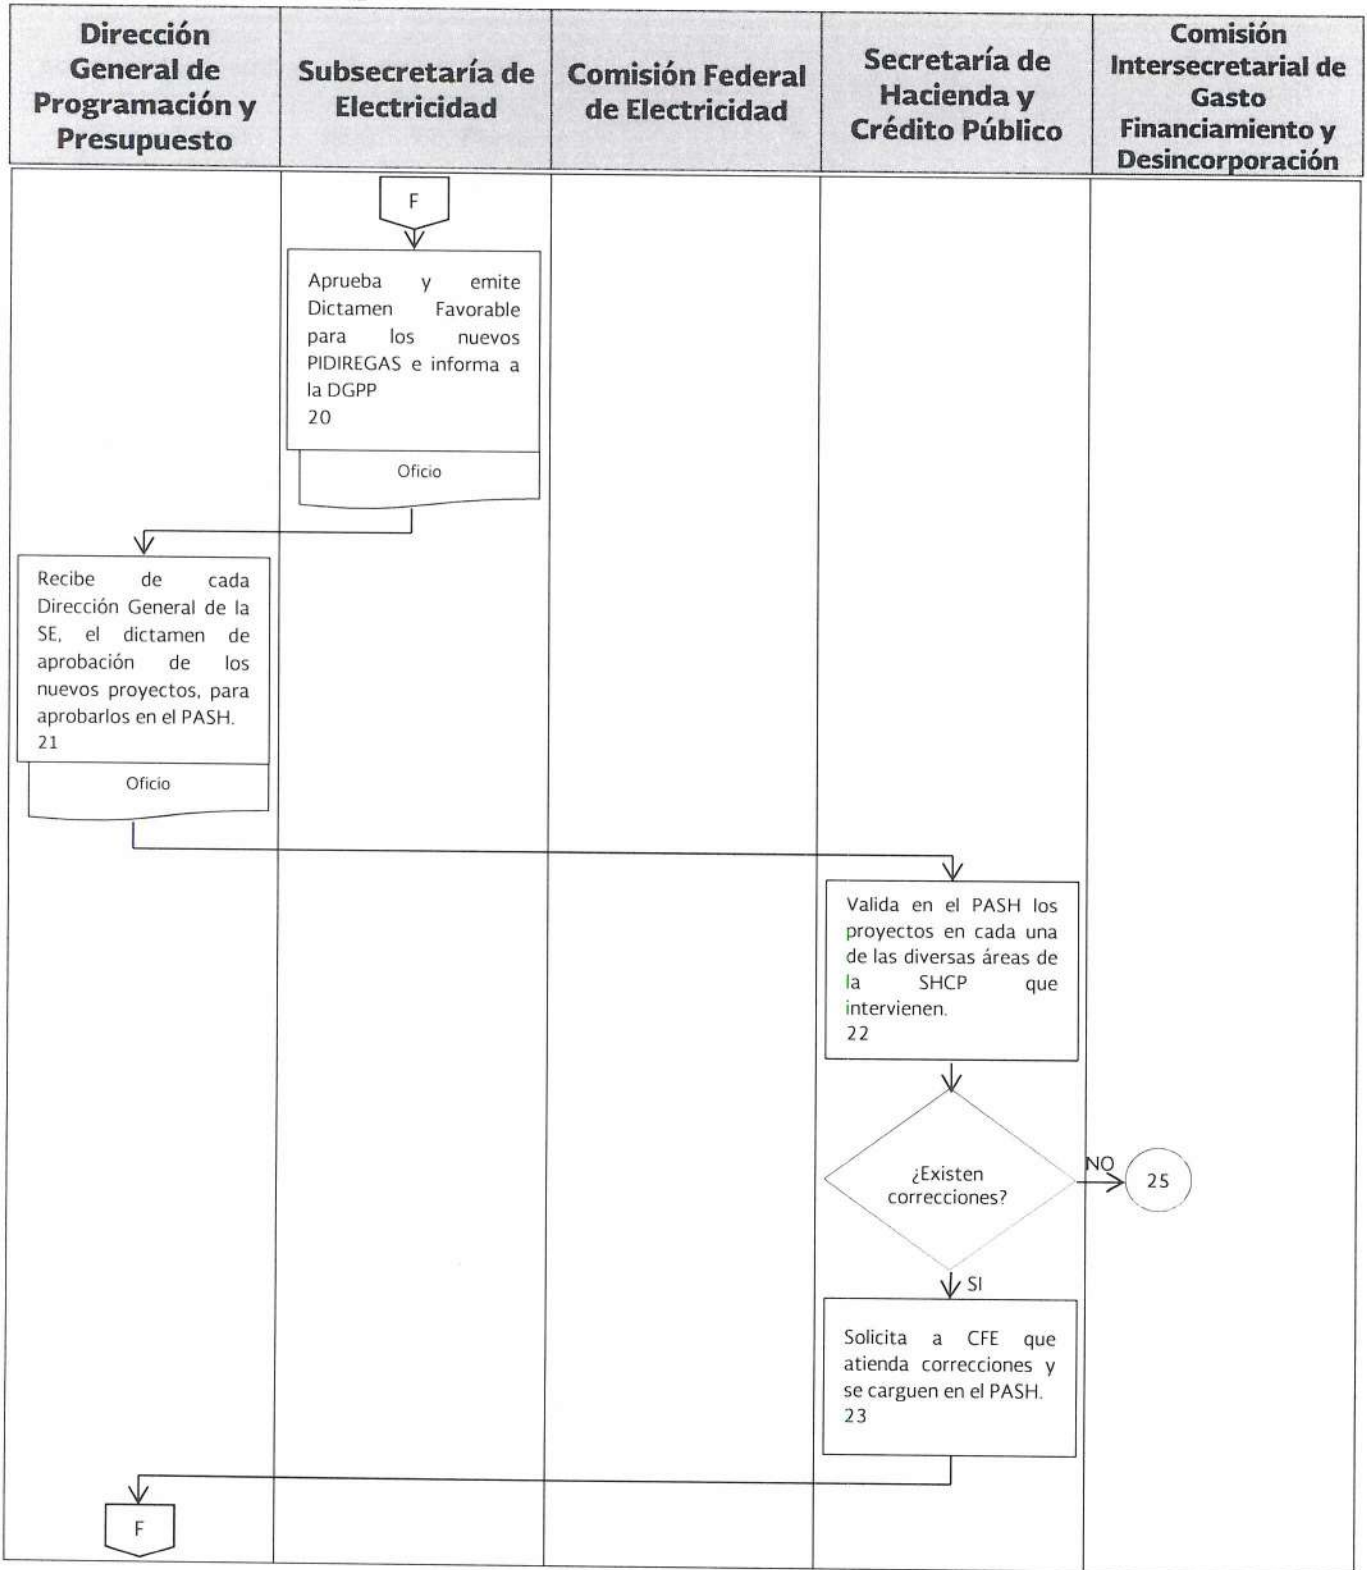 Dirección
General de
Programación y
Presupuesto
Subsecretaría de
Electricidad
Comisión Federal
de Electricidad
Secretaría de
Hacienda y
Crédito Público
Comisión
Intersecretarial de
Gasto
Financiamiento y
Desincorporación
F
Aprueba y emite
Dictamen Favorable
para los nuevos
PIDIREGAS e informa a
la DGPP
20
Oficio
Recibe de cada
Dirección General de la
SE, el dictamen de
aprobación de los
nuevos proyectos, para
aprobarlos en el PASH.
21
Oficio
Valida en el PASH los
proyectos en cada una
de las diversas áreas de
la SHCP que
intervienen.
22
¿Existen
correcciones?
NO
25
SI
Solicita a CFE que
atienda correcciones y
se carguen en el PASH.
23
F